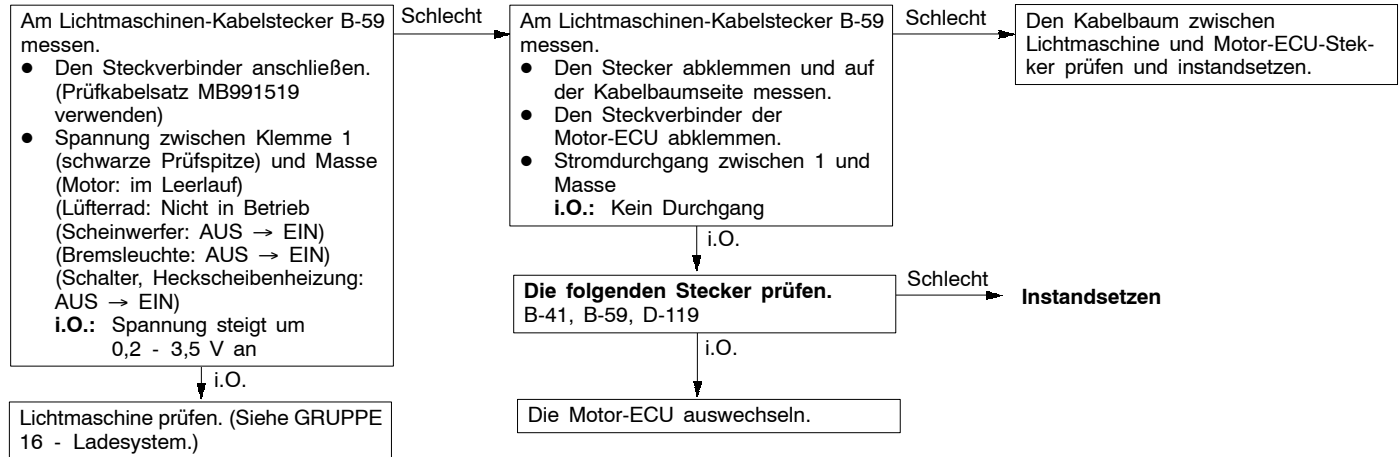 Am Lichtmaschinen-Kabelstecker B-59
messen.
● Den Steckverbinder anschließen.
(Prüfkabelsatz MB991519
verwenden)
● Spannung zwischen Klemme 1
(schwarze Prüfspitze) und Masse
(Motor: im Leerlauf)
(Lüfterrad: Nicht in Betrieb
(Scheinwerfer: AUS → EIN)
(Bremsleuchte: AUS → EIN)
(Schalter, Heckscheibenheizung:
AUS → EIN)
i.O.: Spannung steigt um
0,2 - 3,5 V an
Schlecht
i.O.
Lichtmaschine prüfen. (Siehe GRUPPE
16 - Ladesystem.)
Am Lichtmaschinen-Kabelstecker B-59
messen.
● Den Stecker abklemmen und auf
der Kabelbaumseite messen.
● Den Steckverbinder der
Motor-ECU abklemmen.
● Stromdurchgang zwischen 1 und
Masse
i.O.: Kein Durchgang
Schlecht
Den Kabelbaum zwischen
Lichtmaschine und Motor-ECU-Stek-
ker prüfen und instandsetzen.
i.O.
Die folgenden Stecker prüfen.
B-41, B-59, D-119
Schlecht
Instandsetzen
i.O.
Die Motor-ECU auswechseln.